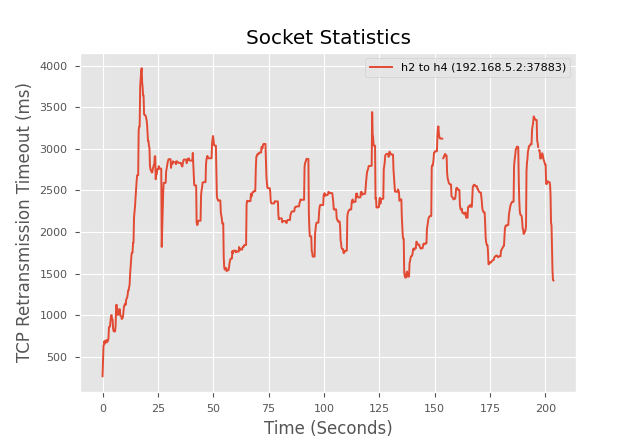 Socket Statistics
h2 to h4 (192.168.5.2:37883)
TCP Retransmission Timeout (ms)
4000
3500
3000
2500
2000
1500
1000
500
0 25 50 75 100 125 150 175 200
Time (Seconds)